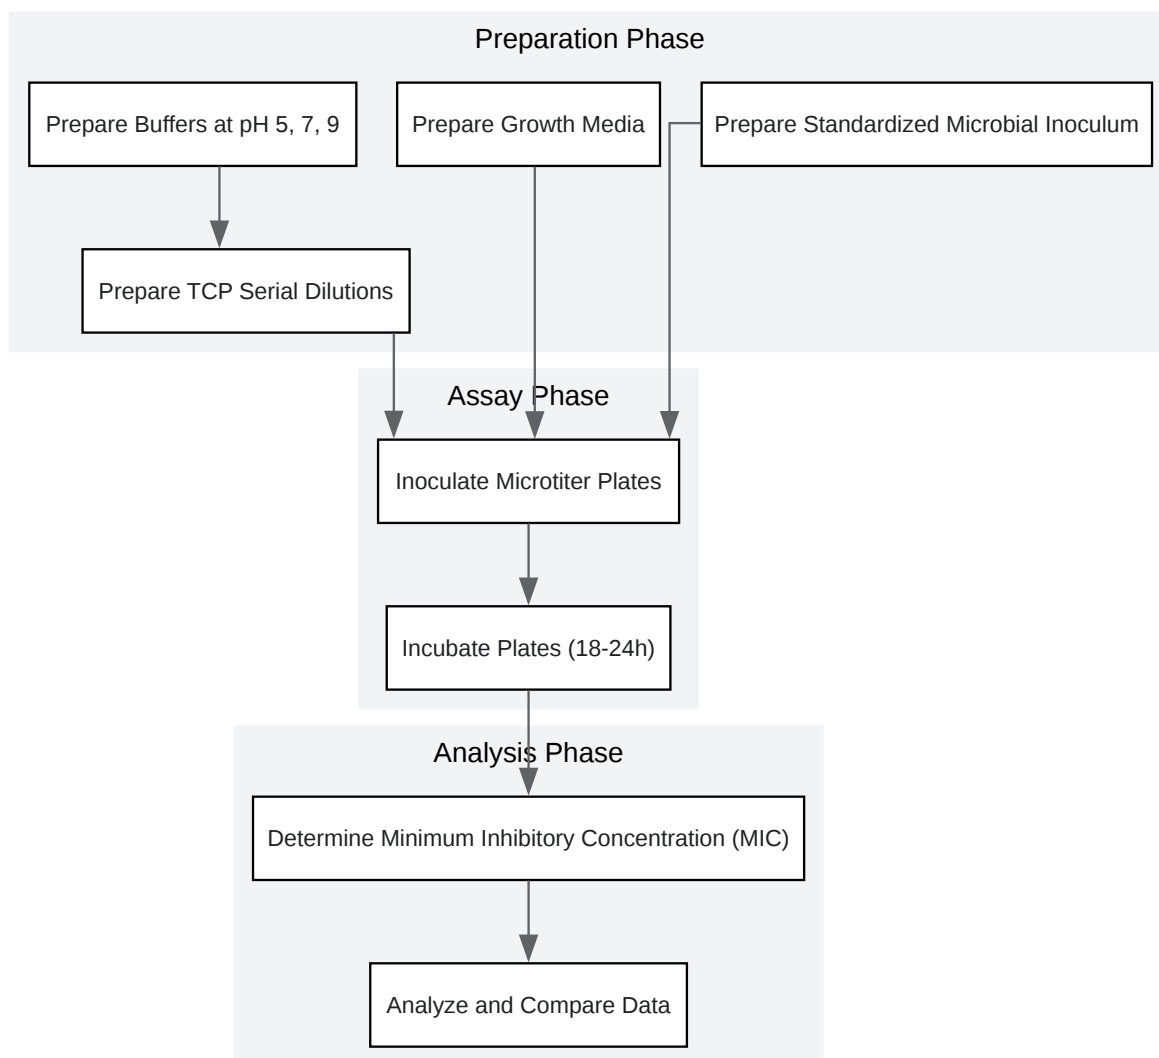 Preparation Phase
Prepare Buffers at pH 5, 7, 9
Prepare Growth Media
Prepare Standardized Microbial Inoculum
Prepare TCP Serial Dilutions
Assay Phase
Inoculate Microtiter Plates
Incubate Plates (18-24h)
Analysis Phase
Determine Minimum Inhibitory Concentration (MIC)
Analyze and Compare Data